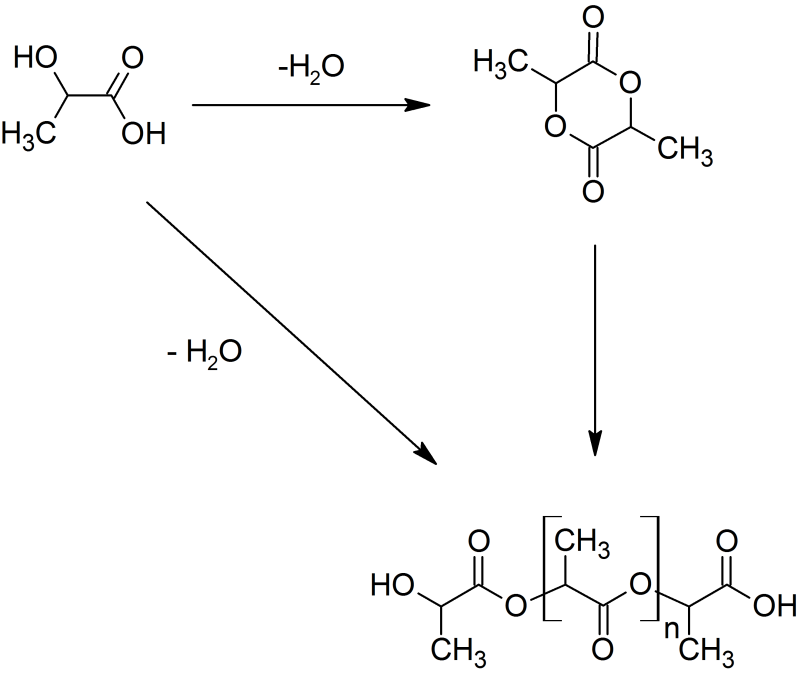 HO O
H₃C OH
-H₂O
O
H₃C O
O CH₃
O
- H₂O
O CH₃ O
HO O O OH
CH₃ O n CH₃